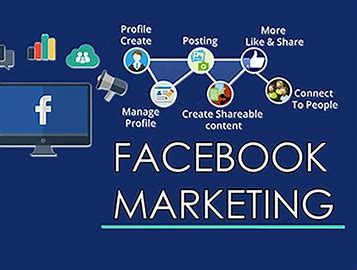 Profile
Create
Posting
More
Like & Share
Manage
Profile
Create Shareable
content
Connect
To People
f
FACEBOOK
MARKETING